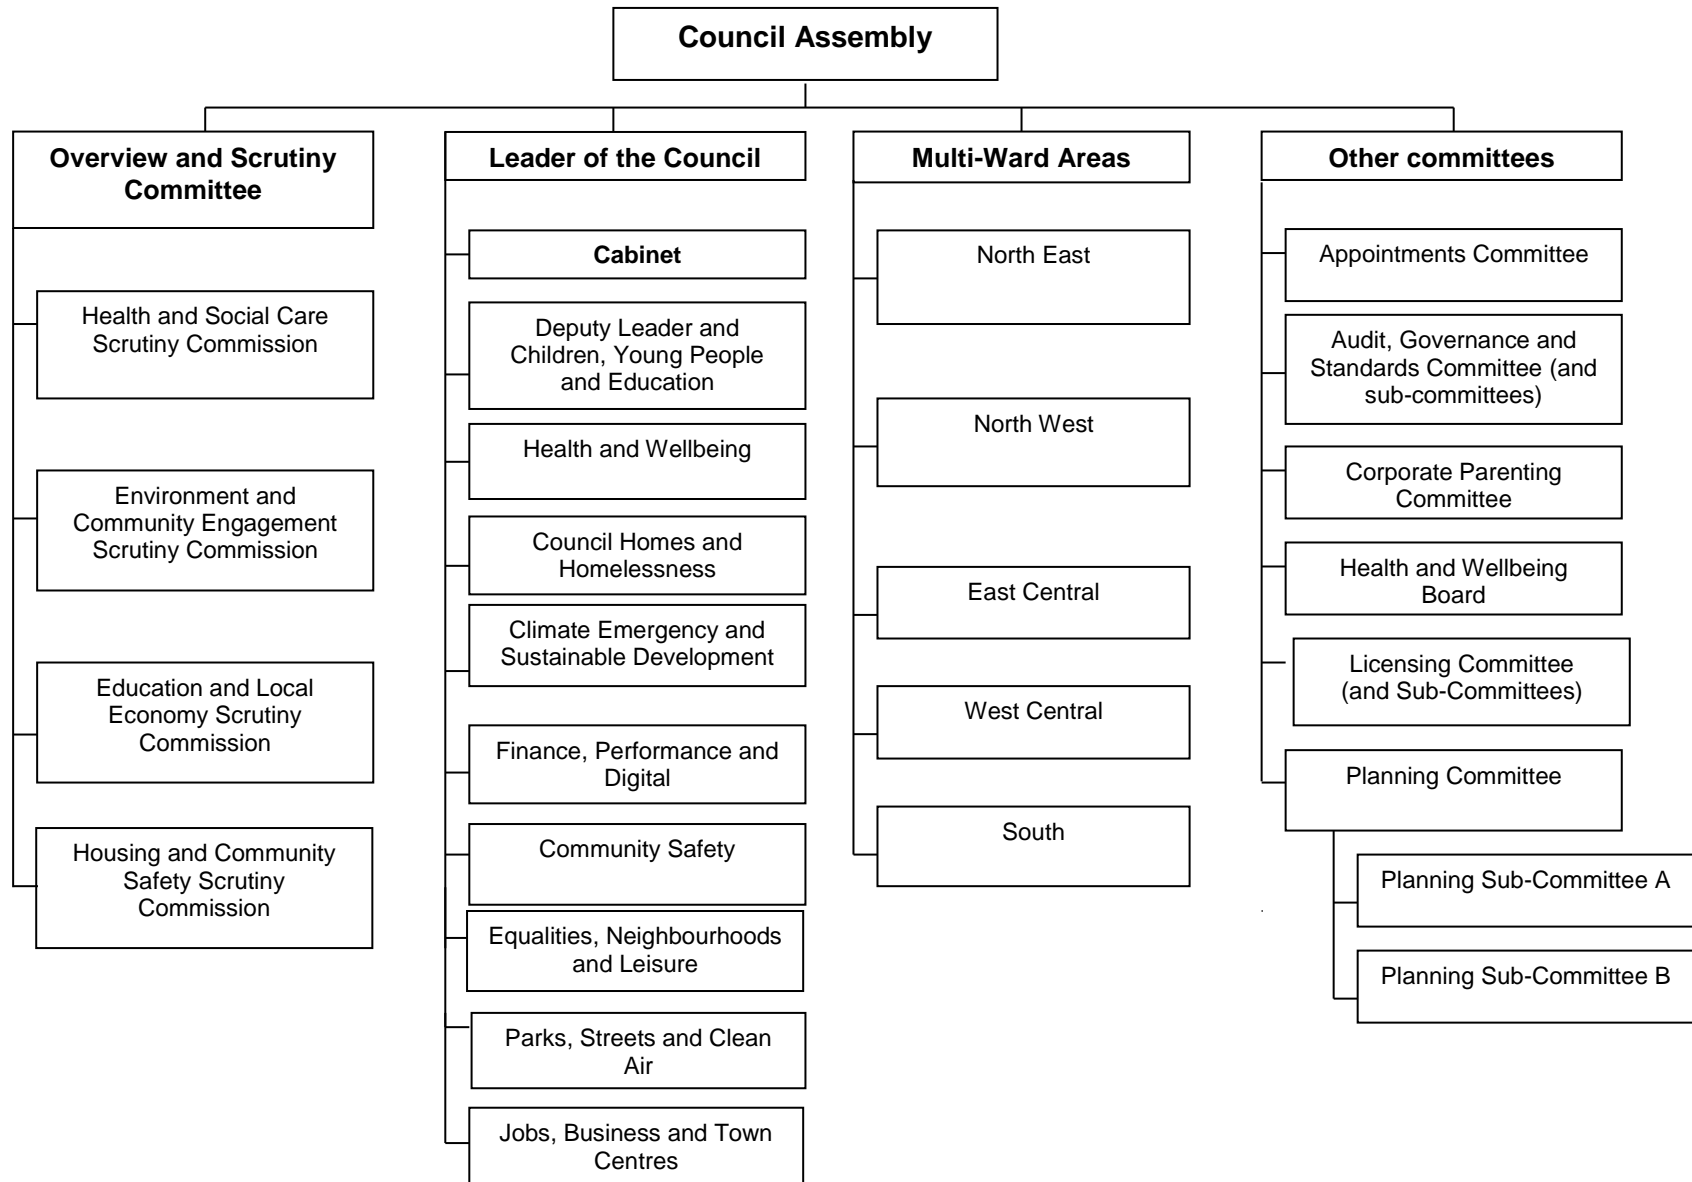 Council Assembly
Overview and Scrutiny
Committee
Health and Social Care
Scrutiny Commission
Environment and
Community Engagement
Scrutiny Commission
Education and Local
Economy Scrutiny
Commission
Housing and Community
Safety Scrutiny
Commission
Leader of the Council
Cabinet
Deputy Leader and
Children, Young People
and Education
Health and Wellbeing
Council Homes and
Homelessness
Climate Emergency and
Sustainable Development
Finance, Performance and
Digital
Community Safety
Equalities, Neighbourhoods
and Leisure
Parks, Streets and Clean
Air
Jobs, Business and Town
Centres
Multi-Ward Areas
North East
North West
East Central
West Central
South
Other committees
Appointments Committee
Audit, Governance and
Standards Committee (and
sub-committees)
Corporate Parenting
Committee
Health and Wellbeing
Board
Licensing Committee
(and Sub-Committees)
Planning Committee
Planning Sub-Committee A
Planning Sub-Committee B